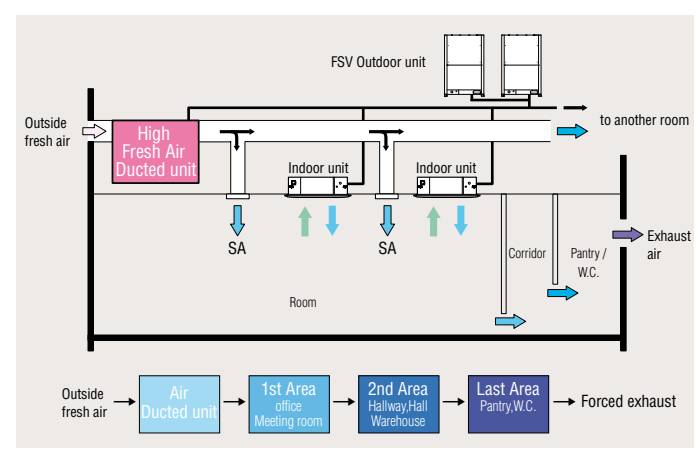 FSV Outdoor unit
Outside
fresh air
High
Fresh Air
Ducted unit
to another room
Indoor unit
Indoor unit
SA
SA
Corridor
Pantry /
W.C.
Exhaust
air
Room
Outside
fresh air
Air
Ducted unit
1st Area
office
Meeting room
2nd Area
Hallway,Hall
Warehouse
Last Area
Pantry,W.C.
Forced exhaust